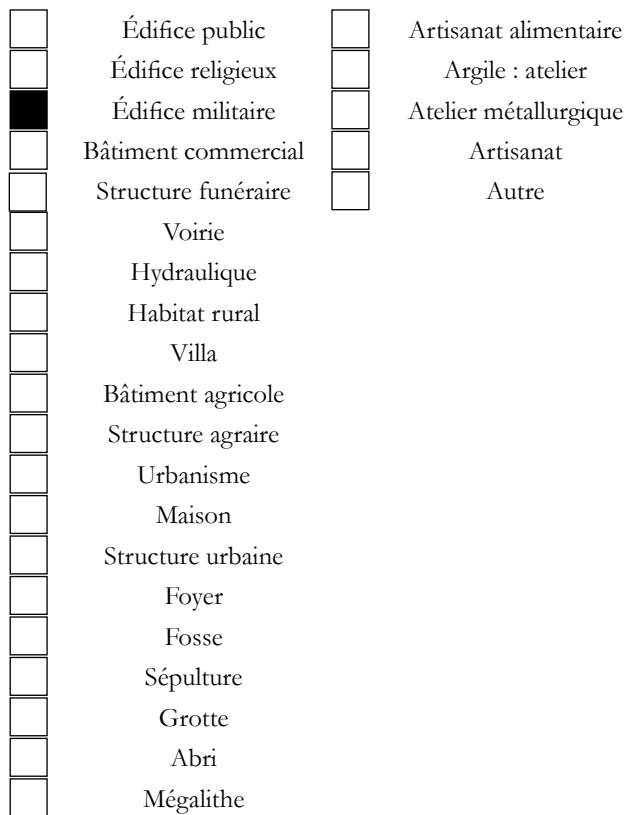 Édifice public
Édifice religieux
Édifice militaire
Bâtiment commercial
Structure funéraire
Voirie
Hydraulique
Habitat rural
Villa
Bâtiment agricole
Structure agraire
Urbanisme
Maison
Structure urbaine
Foyer
Fosse
Sépulture
Grotte
Abri
Mégalithe
Artisanat alimentaire
Argile : atelier
Atelier métallurgique
Artisanat
Autre